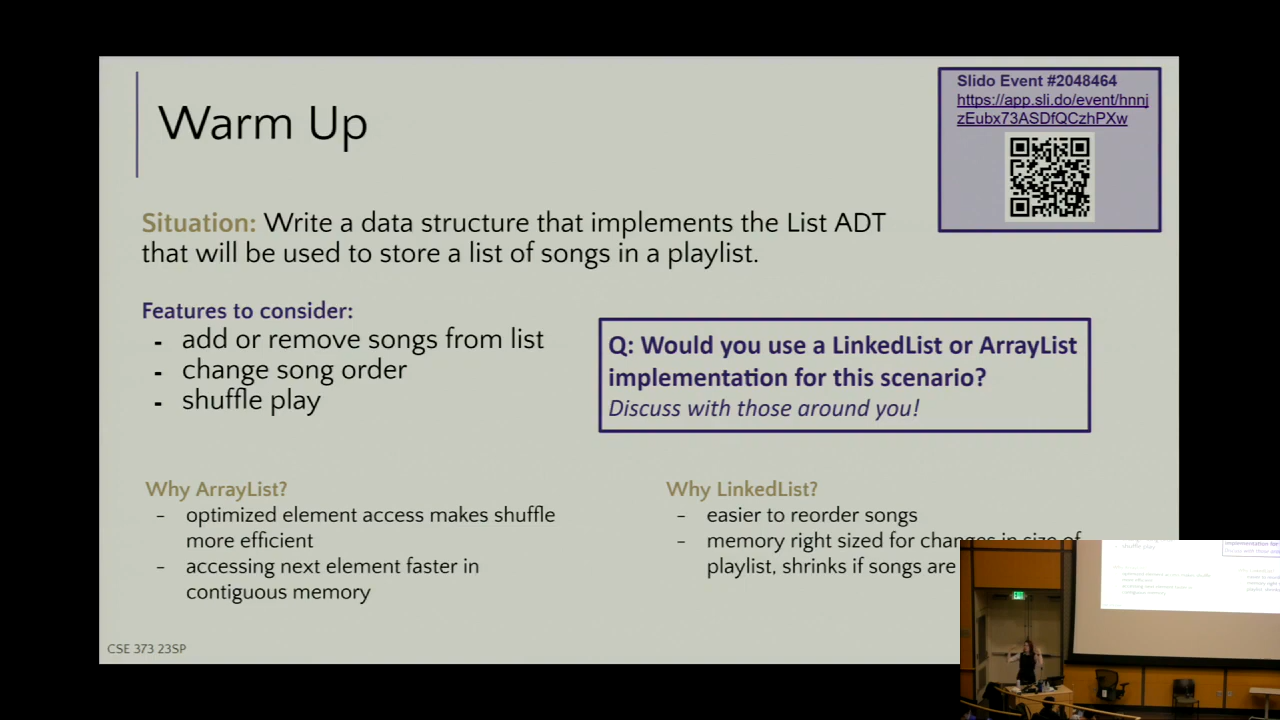 Warm Up
Slido Event #2048464
https://app.sli.do/event/hnnj
zEubx73ASDfQCzhPXw
Situation: Write a data structure that implements the List ADT
that will be used to store a list of songs in a playlist.
Features to consider:
- add or remove songs from list
- change song order
- shuffle play
Q: Would you use a LinkedList or ArrayList
implementation for this scenario?
Discuss with those around you!
Why ArrayList?
- optimized element access makes shuffle
more efficient
- accessing next element faster in
contiguous memory
Why LinkedList?
- easier to reorder songs
- memory right sized for changes in size of
playlist, shrinks if songs are
CSE 373 23SP